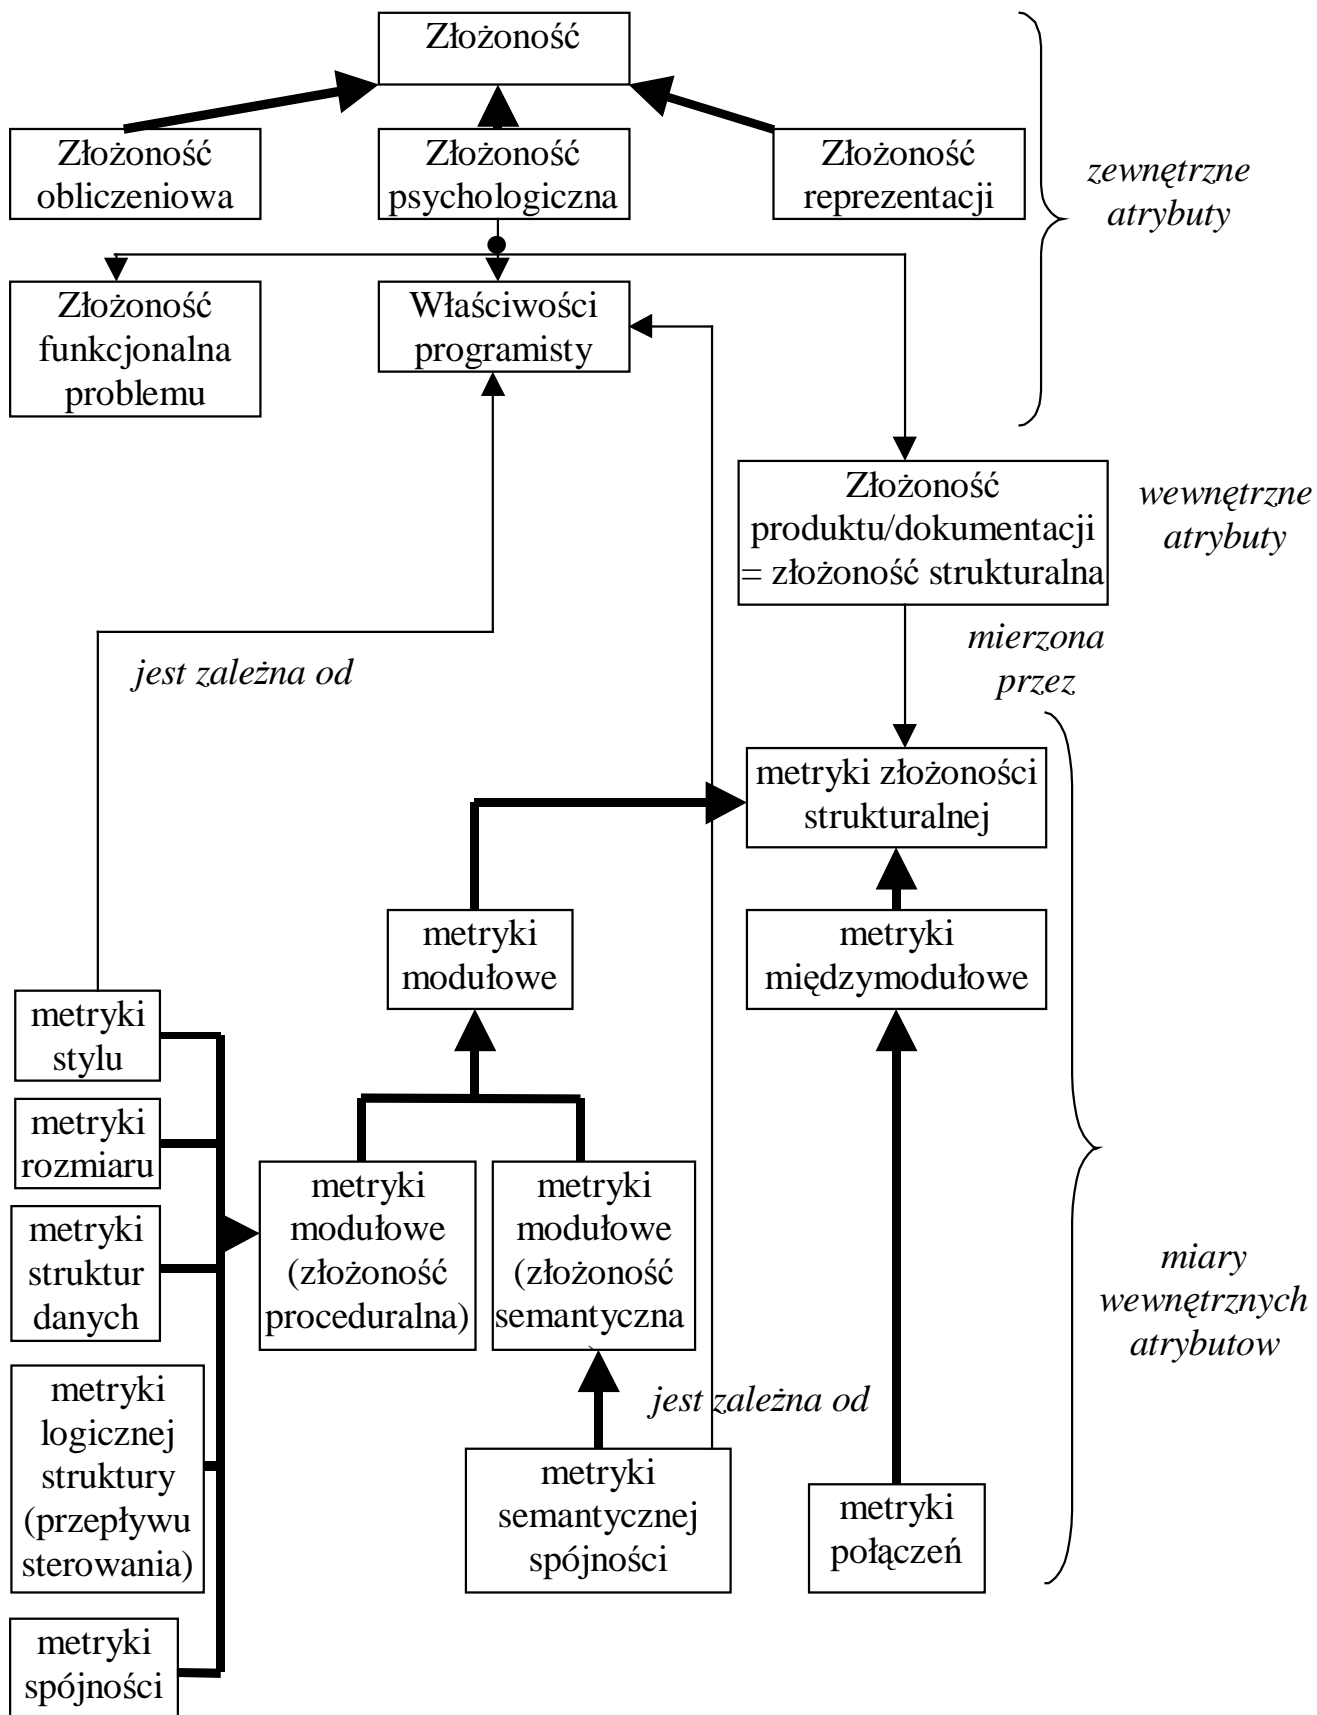 Złożoność
Złożoność
obliczeniowa
Złożoność
psychologiczna
Złożoność
reprezentacji
zewnętrzne
atrybuty
Złożoność
funkcjonalna
problemu
Właściwości
programisty
Złożoność
produktu/dokumentacji
= złożoność strukturalna
wewnętrzne
atrybuty
jest zależna od
mierzona
przez
metryki złożoności
strukturalnej
metryki
modułowe
metryki
międzymodułowe
metryki
stylu
metryki
rozmiaru
metryki
struktur
danych
metryki
logicznej
struktury
(przepływu
sterowania)
metryki
spójności
metryki
modułowe
(złożoność
proceduralna)
metryki
modułowe
(złożoność
semantyczna
jest zależna od
metryki
semantycznej
spójności
metryki
połączeń
miary
wewnętrznych
atrybutow